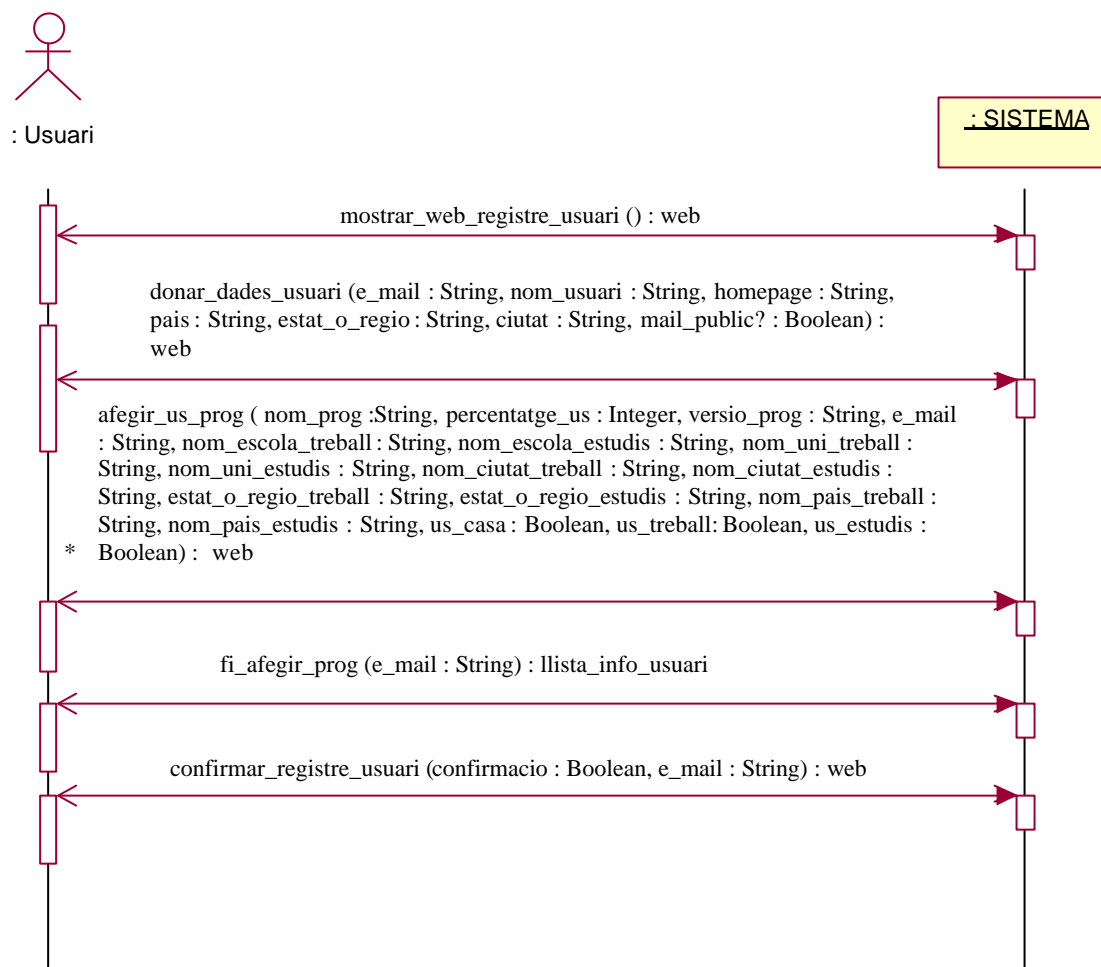 : Usuari
: SISTEMA
mostrar_web_registre_usuari () : web
donar_dades_usuari (e_mail : String, nom_usuari : String, homepage : String,
pais : String, estat_o_regio : String, ciutat : String, mail_public? : Boolean) :
web
afegir_us_prog ( nom_prog :String, percentatge_us : Integer, versio_prog : String, e_mail
: String, nom_escola_treball : String, nom_escola_estudis : String, nom_uni_treball :
String, nom_uni_estudis : String, nom_ciutat_treball : String, nom_ciutat_estudis :
String, estat_o_regio_treball : String, estat_o_regio_estudis : String, nom_pais_treball :
String, nom_pais_estudis : String, us_casa : Boolean, us_treball: Boolean, us_estudis :
* Boolean) : web
fi_afegir_prog (e_mail : String) : llista_info_usuari
confirmar_registre_usuari (confirmacio : Boolean, e_mail : String) : web